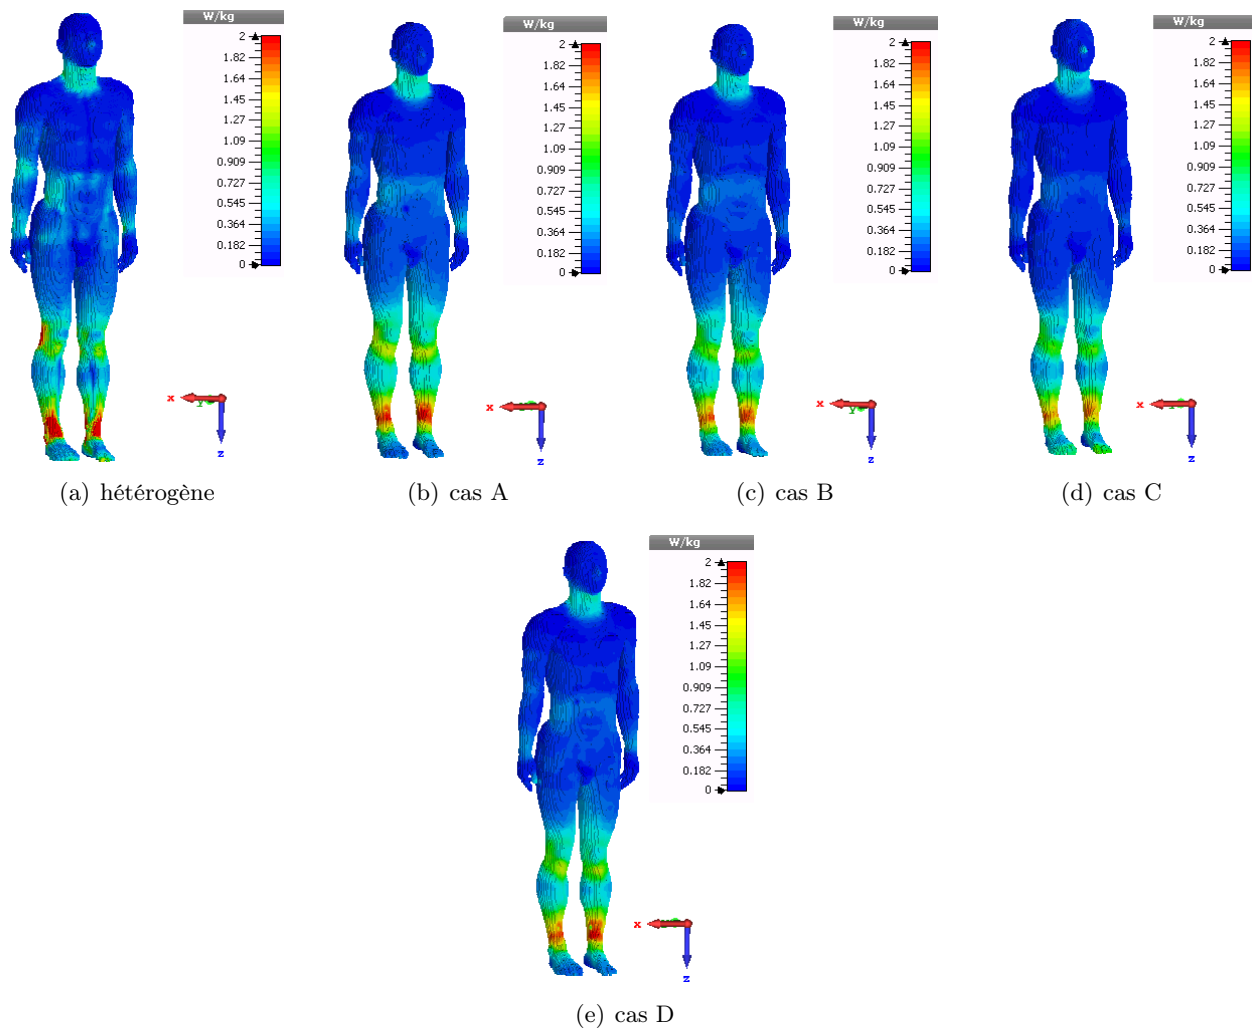 W/kg
2
1.82
1.64
1.45
1.27
1.09
0.909
0.727
0.545
0.364
0.182
0
x
Y
z
(a) hétérogène
W/kg
2
1.82
1.64
1.45
1.27
1.09
0.909
0.727
0.545
0.364
0.182
0
x
z
(b) cas A
W/kg
2
1.82
1.64
1.45
1.27
1.09
0.909
0.727
0.545
0.364
0.182
0
x
Y
z
(c) cas B
W/kg
2
1.82
1.64
1.45
1.27
1.09
0.909
0.727
0.545
0.364
0.182
0
x
z
(d) cas C
W/kg
2
1.82
1.64
1.45
1.27
1.09
0.909
0.727
0.545
0.364
0.182
0
x
z
(e) cas D